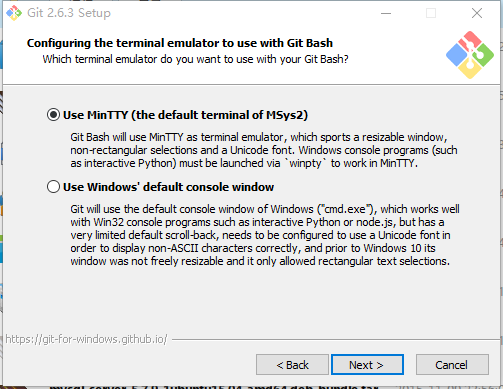 Git 2.6.3 Setup
Configuring the terminal emulator to use with Git Bash
Which terminal emulator do you want to use with your Git Bash?
Use MinTTY (the default terminal of MSys2)
Git Bash will use MinTTY as terminal emulator, which sports a resizable window,
non-rectangular selections and a Unicode font. Windows console programs (such
as interactive Python) must be launched via `winpty` to work in MinTTY.
Use Windows' default console window
Git will use the default console window of Windows ("cmd.exe"), which works well
with Win32 console programs such as interactive Python or node.js, but has a
very limited default scroll-back, needs to be configured to use a Unicode font in
order to display non-ASCII characters correctly, and prior to Windows 10 its
window was not freely resizable and it only allowed rectangular text selections.
https://git-for-windows.github.io/
< Back
Next >
Cancel